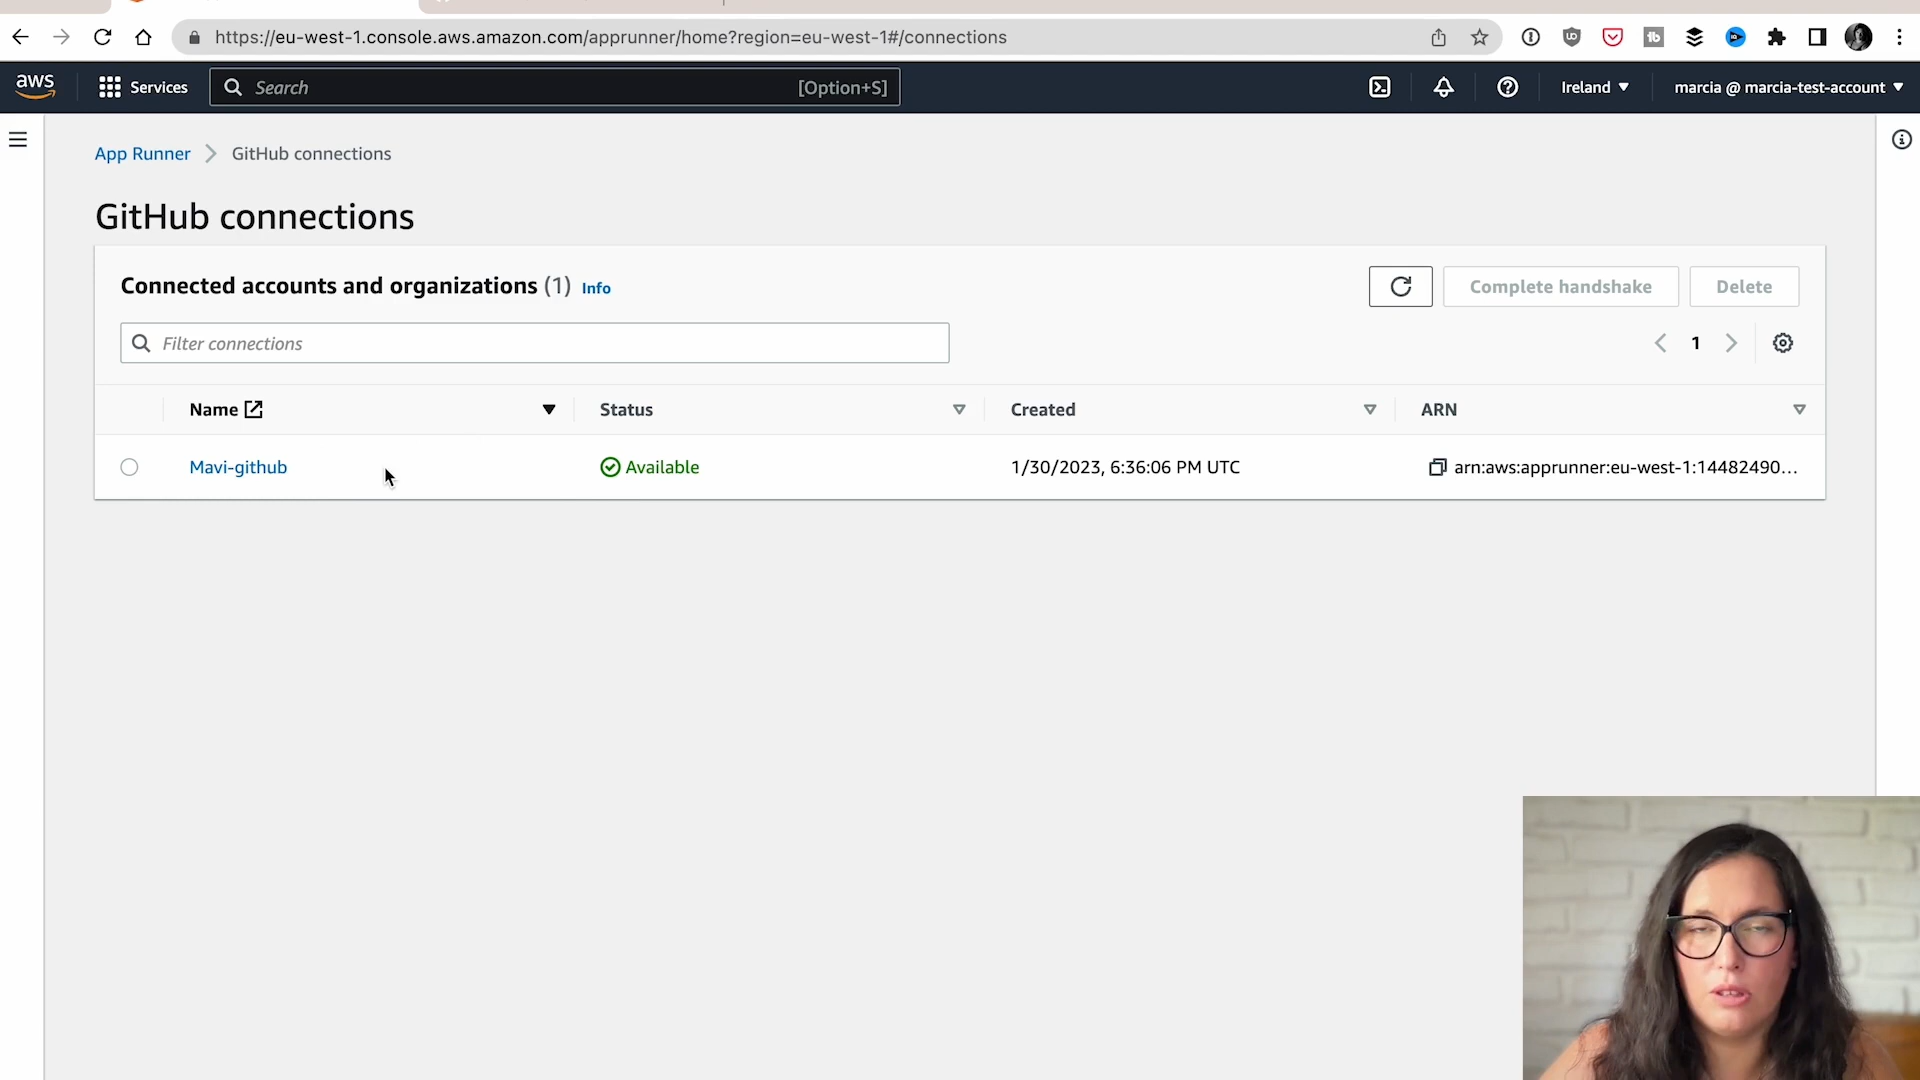 https://eu-west-1.console.aws.amazon.com/apprunner/home?region=eu-west-1#/connections
aws Services Search [Option+S] Ireland marcia @ marcia-test-account
App Runner GitHub connections
GitHub connections
Connected accounts and organizations (1) Info Complete handshake Delete
Filter connections 1
Name Status Created ARN
Mavi-github Available 1/30/2023, 6:36:06 PM UTC arn:aws:apprunner:eu-west-1:14482490...